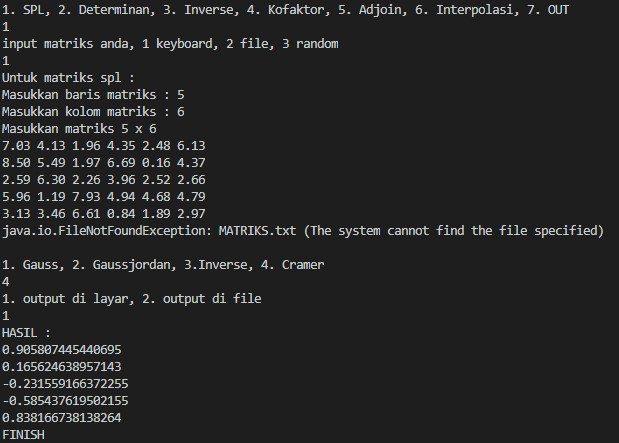 1. SPL, 2. Determinan, 3. Inverse, 4. Kofaktor, 5. Adjoin, 6. Interpolasi, 7. OUT
1
input matriks anda, 1 keyboard, 2 file, 3 random
1
Untuk matriks spl :
Masukkan baris matriks : 5
Masukkan kolom matriks : 6
Masukkan matriks 5 x 6
7.03 4.13 1.96 4.35 2.48 6.13
8.50 5.49 1.97 6.69 0.16 4.37
2.59 6.30 2.26 3.96 2.52 2.66
5.96 1.19 7.93 4.94 4.68 4.79
3.13 3.46 6.61 0.84 1.89 2.97
java.io.FileNotFoundException: MATRIKS.txt (The system cannot find the file specified)
1. Gauss, 2. Gaussjordan, 3.Inverse, 4. Cramer
4
1. output di layar, 2. output di file
1
HASIL :
0.905807445440695
0.165624638957143
-0.231559166372255
-0.585437619502155
0.838166738138264
FINISH